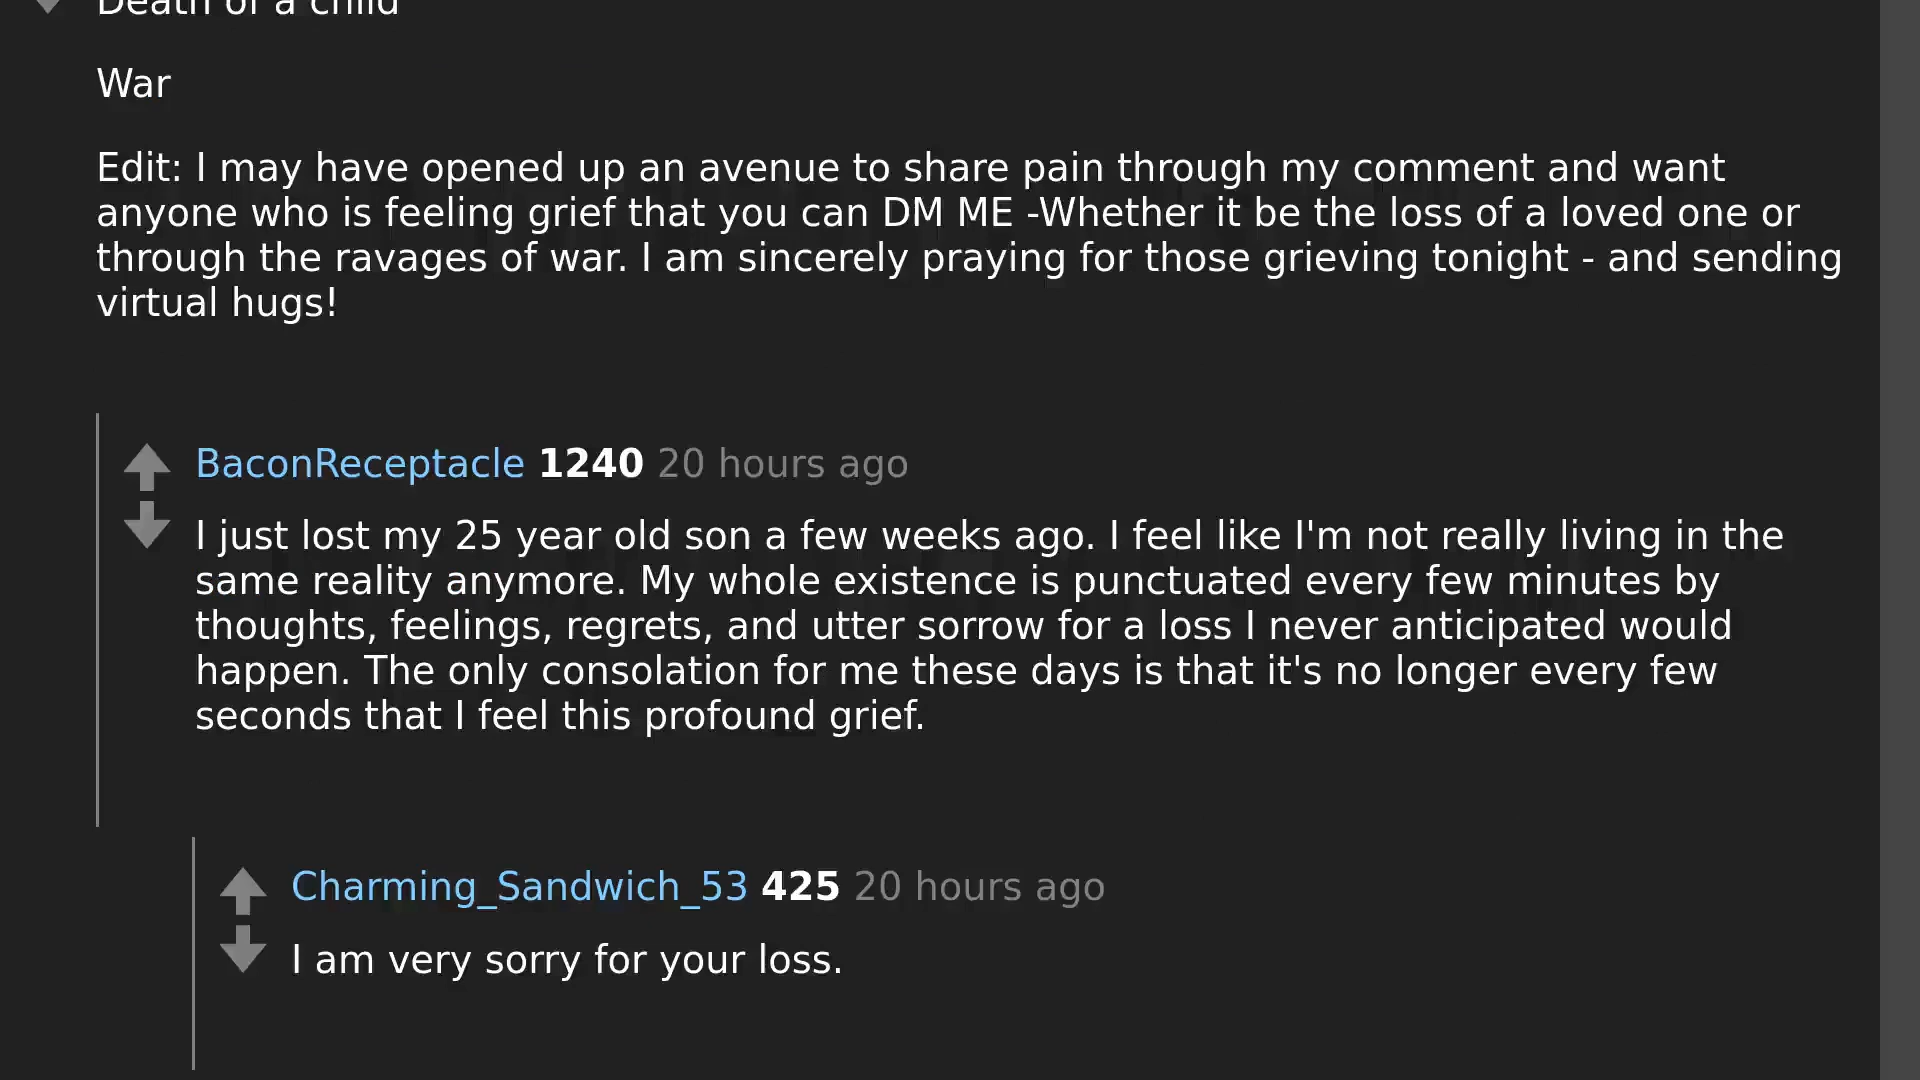 Death of a child
War
Edit: I may have opened up an avenue to share pain through my comment and want
anyone who is feeling grief that you can DM ME -Whether it be the loss of a loved one or
through the ravages of war. I am sincerely praying for those grieving tonight - and sending
virtual hugs!
BaconReceptacle 1240 20 hours ago
I just lost my 25 year old son a few weeks ago. I feel like I'm not really living in the
same reality anymore. My whole existence is punctuated every few minutes by
thoughts, feelings, regrets, and utter sorrow for a loss I never anticipated would
happen. The only consolation for me these days is that it's no longer every few
seconds that I feel this profound grief.
Charming_Sandwich_53 425 20 hours ago
I am very sorry for your loss.